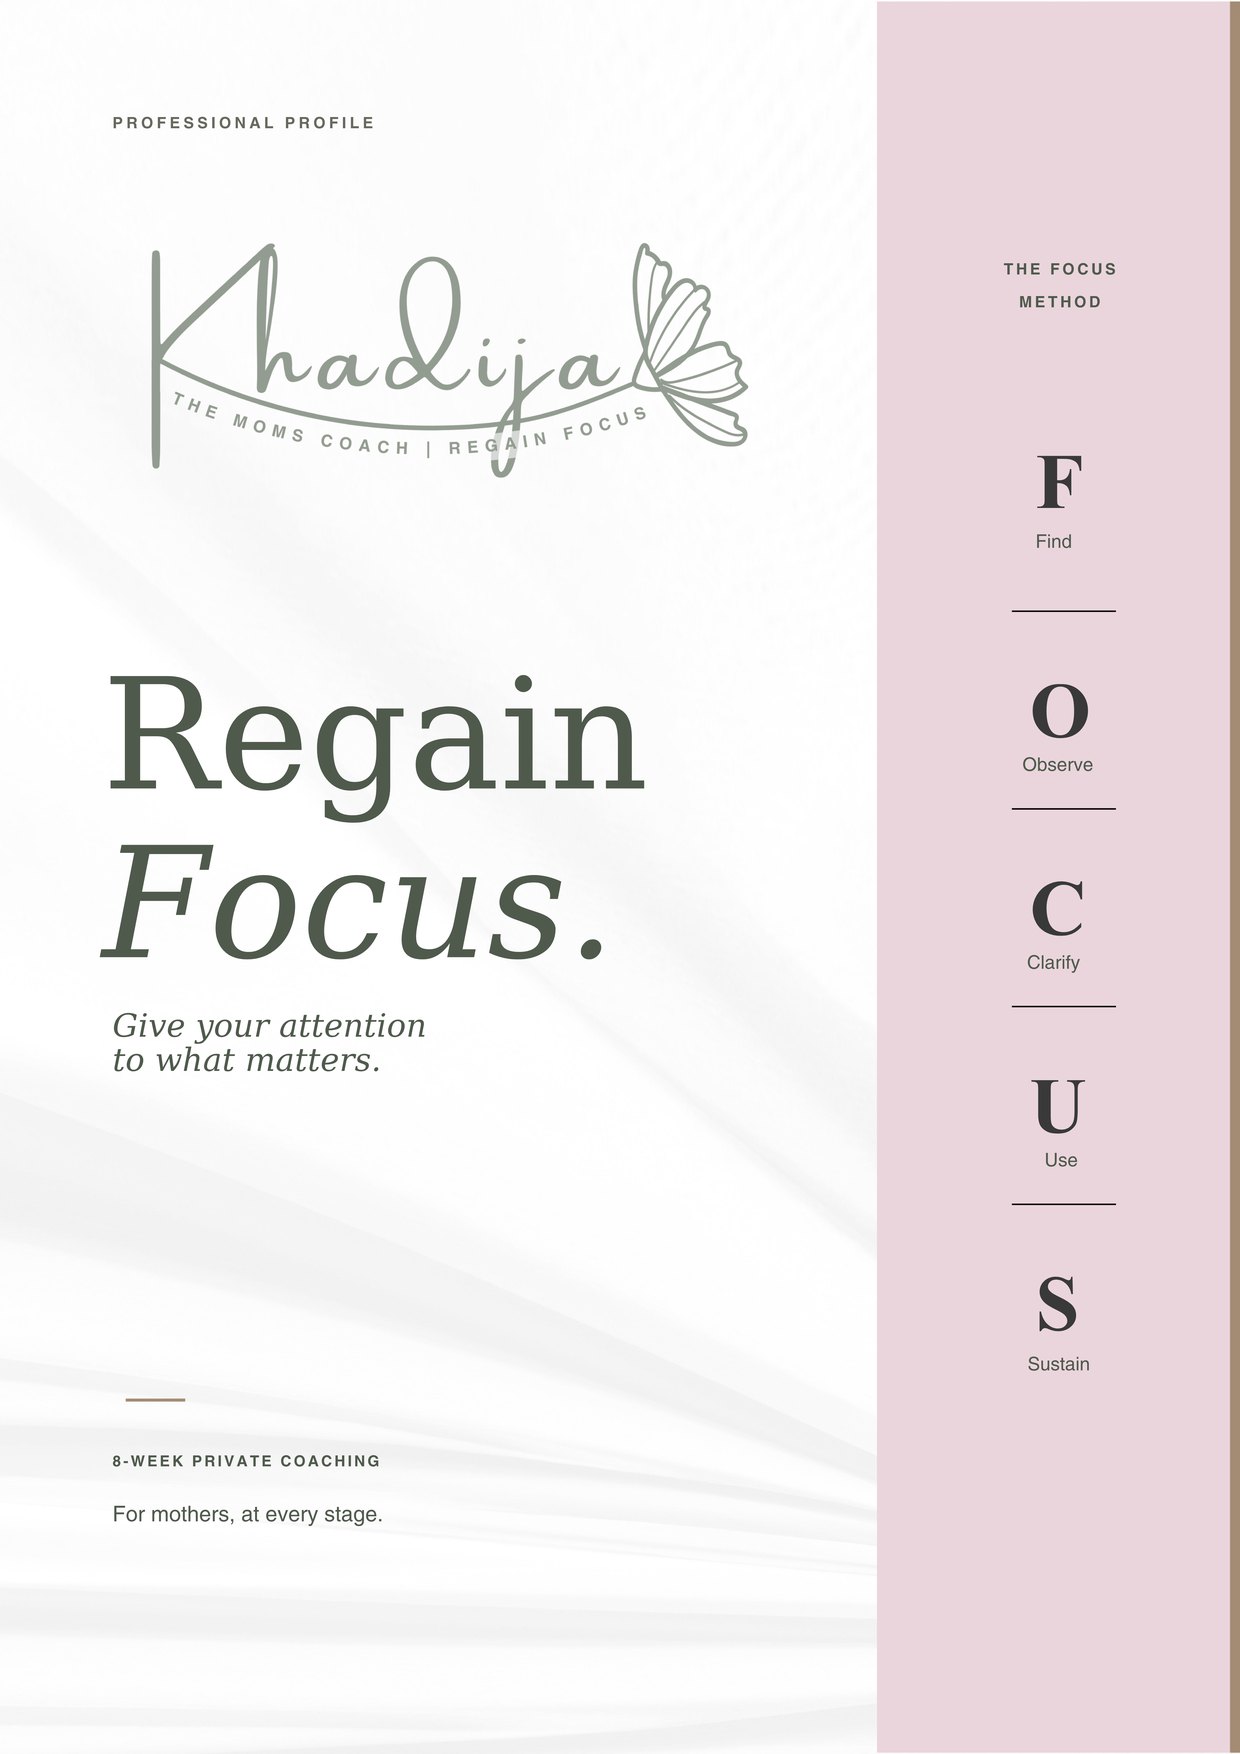 PROFESSIONAL PROFILE
Khadija
THE MOMS COACH | REGAIN FOCUS
Regain
Focus.
Give your attention
to what matters.
8-WEEK PRIVATE COACHING
For mothers, at every stage.
THE FOCUS
METHOD
F
Find
O
Observe
C
Clarify
U
Use
S
Sustain